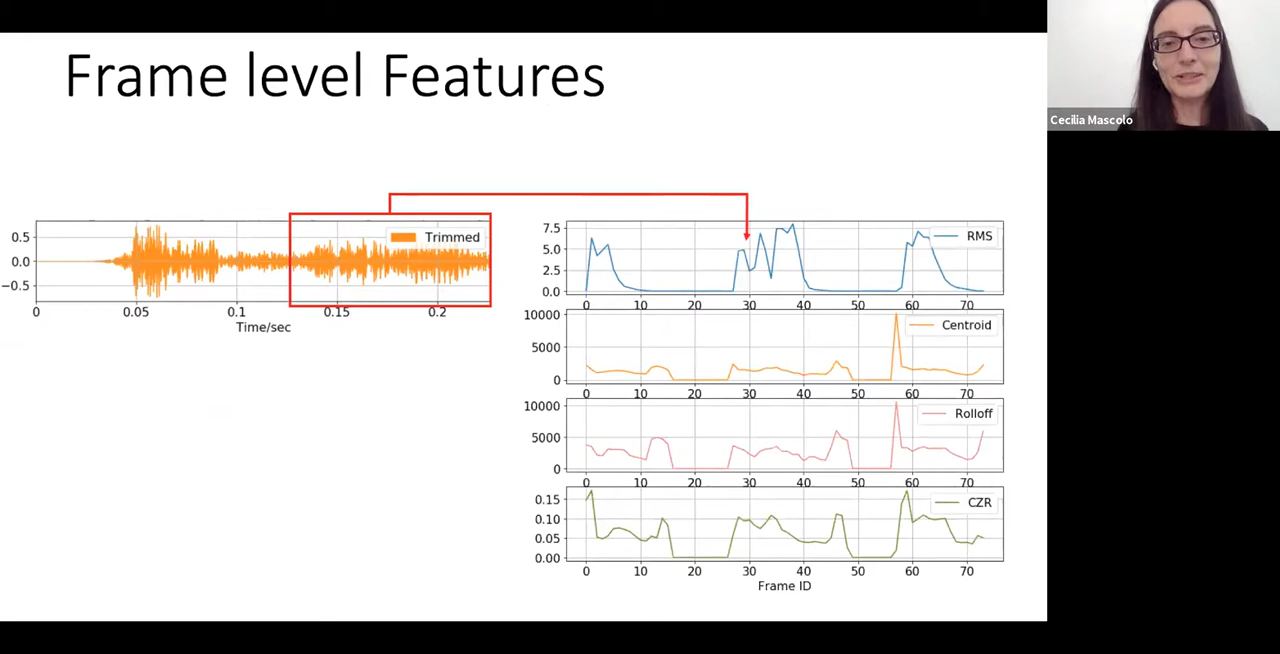 Frame level Features
Cecilia Mascolo
0.5
0.0
−0.5
Trimmed
0 0.05 0.1 0.15 0.2
Time/sec
7.5
5.0
2.5
0.0
RMS
0 10 20 30 40 50 60 70
10000
5000
0
Centroid
0 10 20 30 40 50 60 70
10000
5000
0
Rolloff
0 10 20 30 40 50 60 70
0.15
0.10
0.05
0.00
CZR
0 10 20 30 40 50 60 70
Frame ID